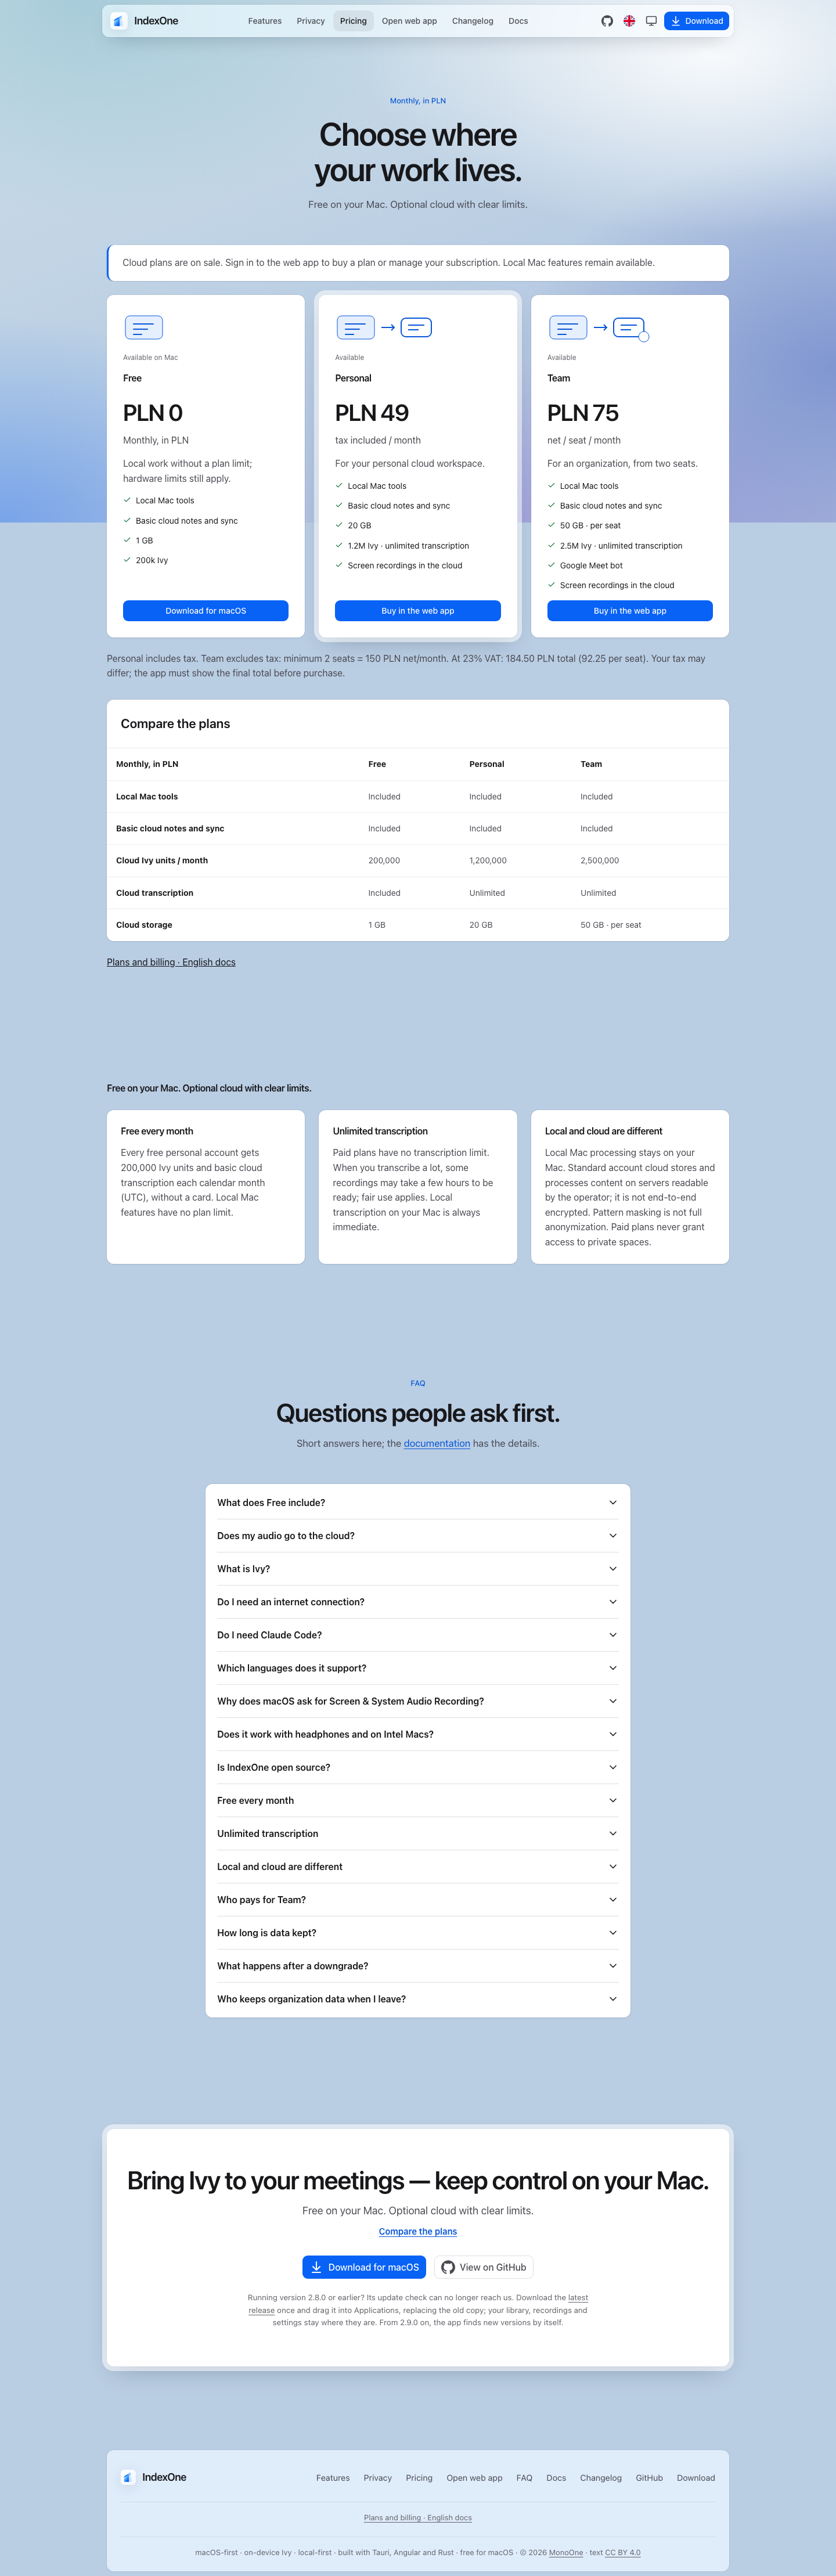 IndexOne
Features Privacy Pricing Open web app Changelog Docs
Download
Monthly, in PLN
Choose where
your work lives.
Free on your Mac. Optional cloud with clear limits.
Cloud plans are on sale. Sign in to the web app to buy a plan or manage your subscription. Local Mac features remain available.
Available on Mac
Free
PLN 0
Monthly, in PLN
Local work without a plan limit;
hardware limits still apply.
Local Mac tools
Basic cloud notes and sync
1 GB
200k Ivy
Download for macOS
Available
Personal
PLN 49
tax included / month
For your personal cloud workspace.
Local Mac tools
Basic cloud notes and sync
20 GB
1.2M Ivy · unlimited transcription
Screen recordings in the cloud
Buy in the web app
Available
Team
PLN 75
net / seat / month
For an organization, from two seats.
Local Mac tools
Basic cloud notes and sync
50 GB · per seat
2.5M Ivy · unlimited transcription
Google Meet bot
Screen recordings in the cloud
Buy in the web app
Personal includes tax. Team excludes tax: minimum 2 seats = 150 PLN net/month. At 23% VAT: 184.50 PLN total (92.25 per seat). Your tax may
differ; the app must show the final total before purchase.
Compare the plans
Monthly, in PLN Free Personal Team
Local Mac tools Included Included Included
Basic cloud notes and sync Included Included Included
Cloud Ivy units / month 200,000 1,200,000 2,500,000
Cloud transcription Included Unlimited Unlimited
Cloud storage 1 GB 20 GB 50 GB · per seat
Plans and billing · English docs
Free on your Mac. Optional cloud with clear limits.
Free every month
Every free personal account gets
200,000 Ivy units and basic cloud
transcription each calendar month
(UTC), without a card. Local Mac
features have no plan limit.
Unlimited transcription
Paid plans have no transcription limit.
When you transcribe a lot, some
recordings may take a few hours to be
ready; fair use applies. Local
transcription on your Mac is always
immediate.
Local and cloud are different
Local Mac processing stays on your
Mac. Standard account cloud stores and
processes content on servers readable
by the operator; it is not end-to-end
encrypted. Pattern masking is not full
anonymization. Paid plans never grant
access to private spaces.
FAQ
Questions people ask first.
Short answers here; the documentation has the details.
What does Free include?
Does my audio go to the cloud?
What is Ivy?
Do I need an internet connection?
Do I need Claude Code?
Which languages does it support?
Why does macOS ask for Screen & System Audio Recording?
Does it work with headphones and on Intel Macs?
Is IndexOne open source?
Free every month
Unlimited transcription
Local and cloud are different
Who pays for Team?
How long is data kept?
What happens after a downgrade?
Who keeps organization data when I leave?
Bring Ivy to your meetings — keep control on your Mac.
Free on your Mac. Optional cloud with clear limits.
Compare the plans
Download for macOS View on GitHub
Running version 2.8.0 or earlier? Its update check can no longer reach us. Download the latest
release once and drag it into Applications, replacing the old copy; your library, recordings and
settings stay where they are. From 2.9.0 on, the app finds new versions by itself.
IndexOne
Features Privacy Pricing Open web app FAQ Docs Changelog GitHub Download
Plans and billing · English docs
macOS-first · on-device Ivy · local-first · built with Tauri, Angular and Rust · free for macOS · © 2026 MonoOne · text CC BY 4.0